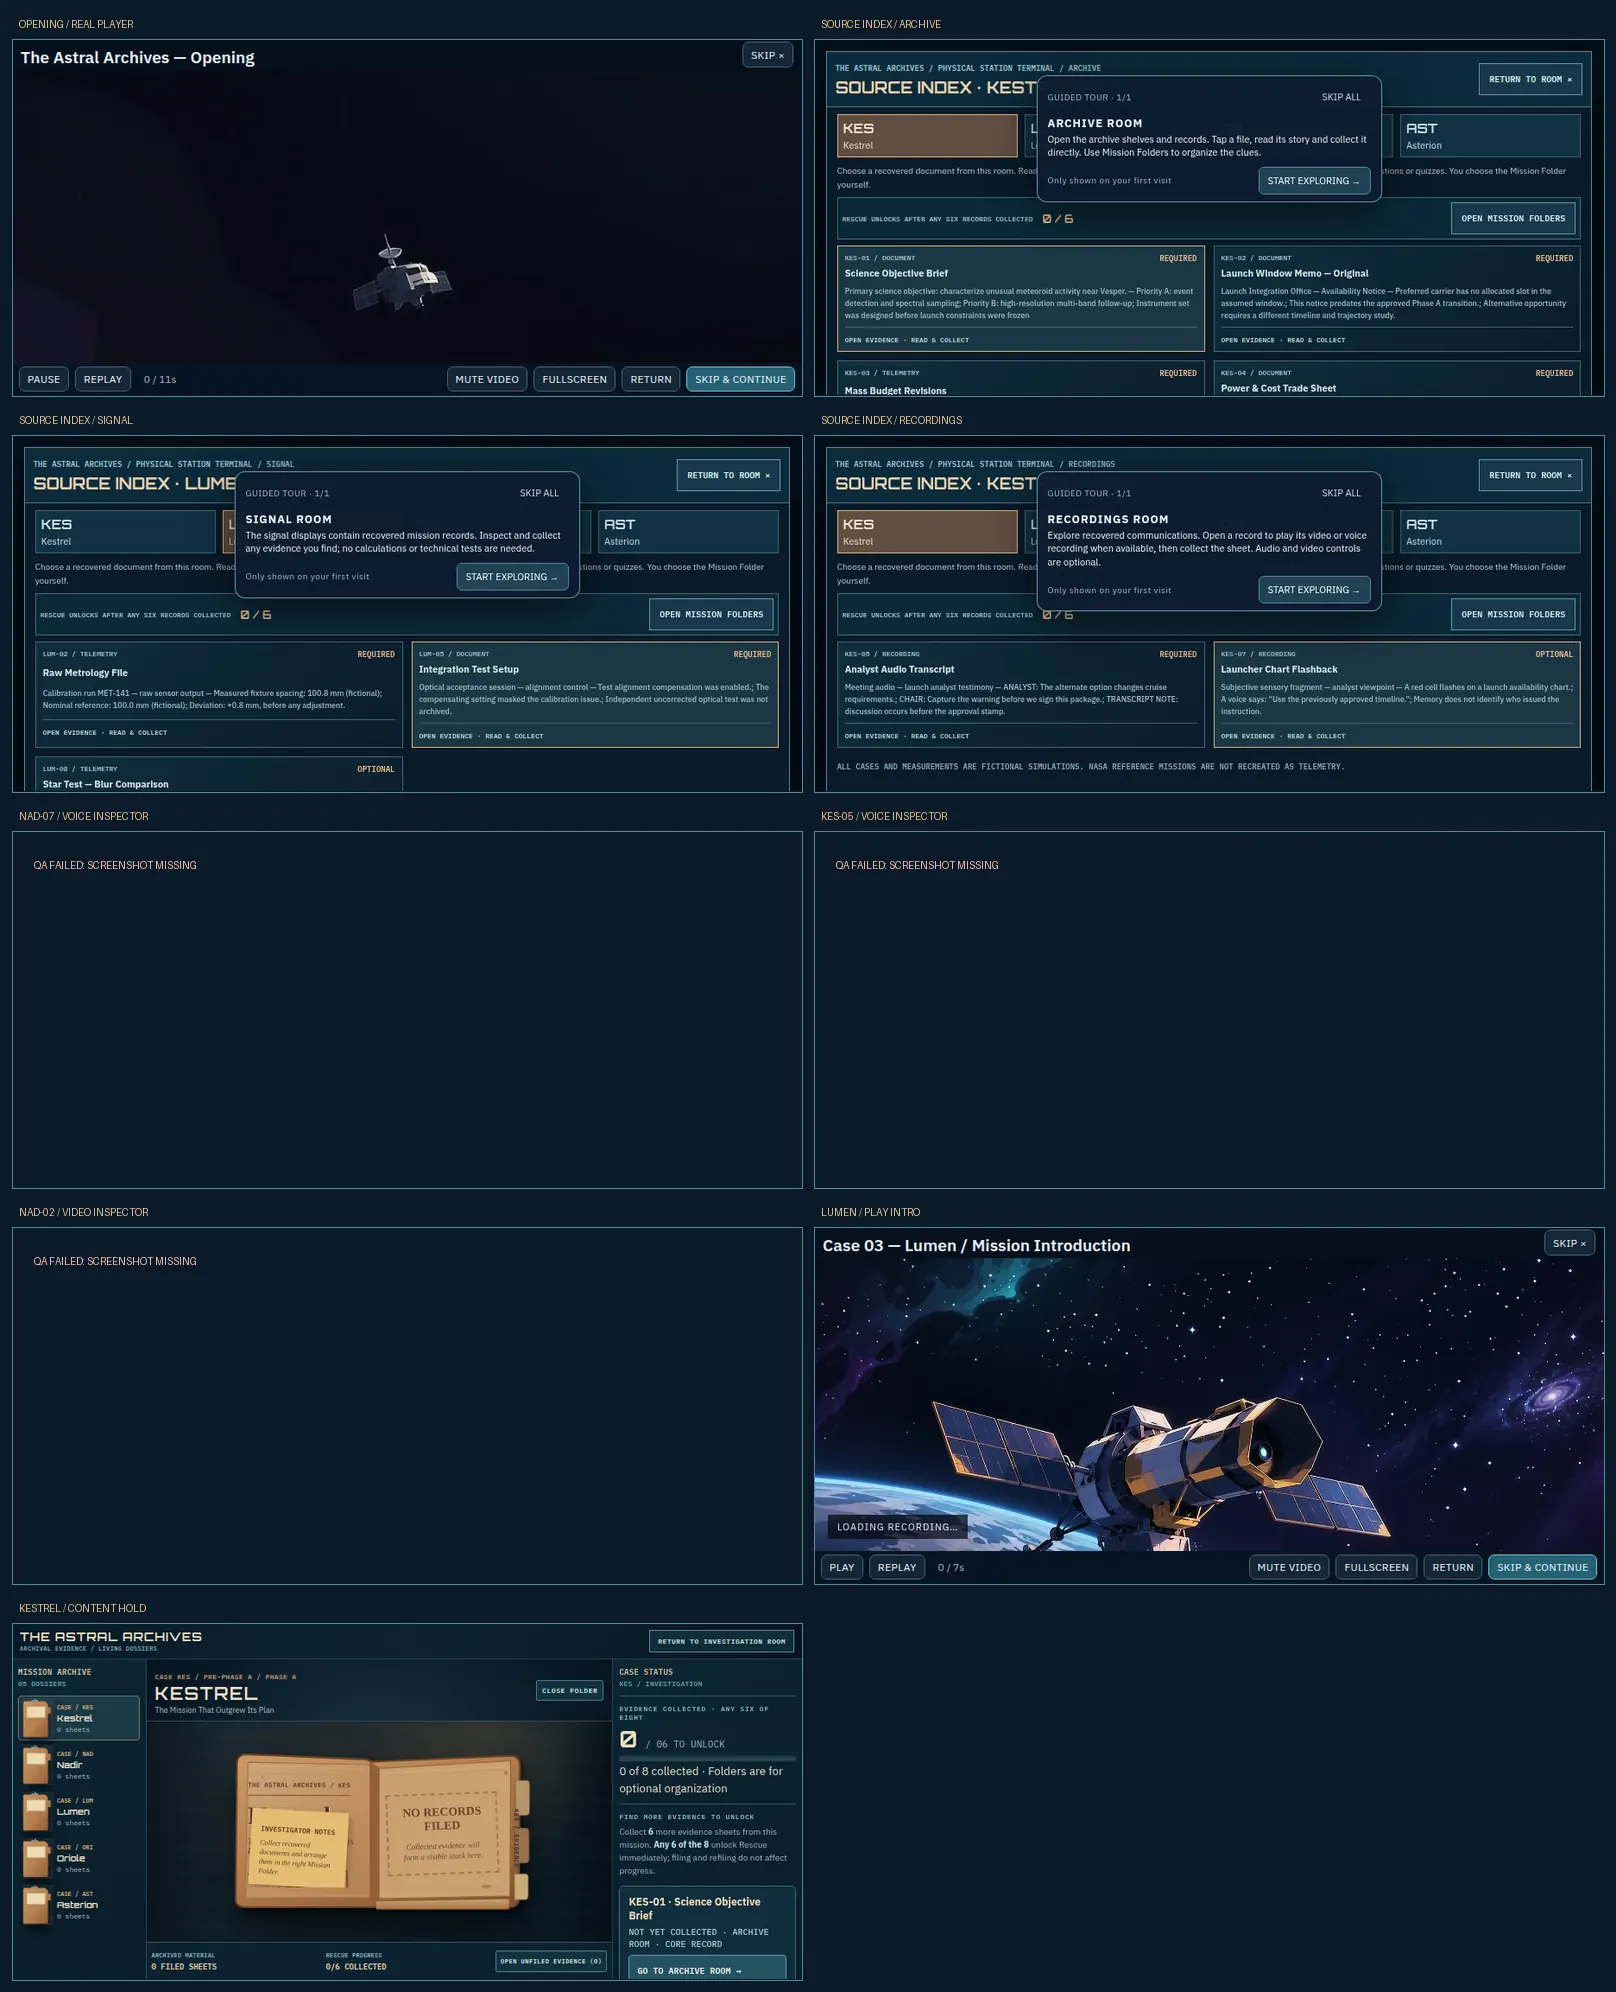 OPENING / REAL PLAYER
The Astral Archives — Opening
SKIP ×
PAUSE
REPLAY
0 / 11s
MUTE VIDEO
FULLSCREEN
RETURN
SKIP & CONTINUE
SOURCE INDEX / ARCHIVE
THE ASTRAL ARCHIVES / PHYSICAL STATION TERMINAL / ARCHIVE
SOURCE INDEX · KEST
RETURN TO ROOM ×
GUIDED TOUR · 1/1
SKIP ALL
ARCHIVE ROOM
Open the archive shelves and records. Tap a file, read its story and collect it
directly. Use Mission Folders to organize the clues.
Only shown on your first visit
START EXPLORING →
KES
Kestrel
AST
Asterion
Choose a recovered document from this room. Read
stions or quizzes. You choose the Mission Folder
yourself.
RESCUE UNLOCKS AFTER ANY SIX RECORDS COLLECTED
0/6
OPEN MISSION FOLDERS
KES-01 / DOCUMENT
REQUIRED
Science Objective Brief
Primary science objective: characterize unusual meteoroid activity near Vesper. — Priority A: event
detection and spectral sampling; Priority B: high-resolution multi-band follow-up; Instrument set
was designed before launch constraints were frozen
OPEN EVIDENCE · READ & COLLECT
KES-02 / DOCUMENT
REQUIRED
Launch Window Memo — Original
Launch Integration Office — Availability Notice — Preferred carrier has no allocated slot in the
assumed window.; This notice predates the approved Phase A transition.; Alternative opportunity
requires a different timeline and trajectory study.
OPEN EVIDENCE · READ & COLLECT
KES-03 / TELEMETRY
REQUIRED
Mass Budget Revisions
KES-04 / DOCUMENT
REQUIRED
Power & Cost Trade Sheet
SOURCE INDEX / SIGNAL
THE ASTRAL ARCHIVES / PHYSICAL STATION TERMINAL / SIGNAL
SOURCE INDEX · LUME
RETURN TO ROOM ×
GUIDED TOUR · 1/1
SKIP ALL
SIGNAL ROOM
The signal displays contain recovered mission records. Inspect and collect
any evidence you find; no calculations or technical tests are needed.
Only shown on your first visit
START EXPLORING →
KES
Kestrel
AST
Asterion
Choose a recovered document from this room. Read
stions or quizzes. You choose the Mission Folder
yourself.
RESCUE UNLOCKS AFTER ANY SIX RECORDS COLLECTED
0/6
OPEN MISSION FOLDERS
LUM-02 / TELEMETRY
REQUIRED
Raw Metrology File
Calibration run MET-141 — raw sensor output — Measured fixture spacing: 100.8 mm (fictional);
Nominal reference: 100.0 mm (fictional); Deviation: +0.8 mm, before any adjustment.
OPEN EVIDENCE · READ & COLLECT
LUM-05 / DOCUMENT
REQUIRED
Integration Test Setup
Optical acceptance session — alignment control — Test alignment compensation was enabled.; The
compensating setting masked the calibration issue.; Independent uncorrected optical test was not
archived.
OPEN EVIDENCE · READ & COLLECT
LUM-08 / TELEMETRY
OPTIONAL
Star Test — Blur Comparison
SOURCE INDEX / RECORDINGS
THE ASTRAL ARCHIVES / PHYSICAL STATION TERMINAL / RECORDINGS
SOURCE INDEX · KEST
RETURN TO ROOM ×
GUIDED TOUR · 1/1
SKIP ALL
RECORDINGS ROOM
Explore recovered communications. Open a record to play its video or voice
recording when available, then collect the sheet. Audio and video controls
are optional.
Only shown on your first visit
START EXPLORING →
KES
Kestrel
AST
Asterion
Choose a recovered document from this room. Read
stions or quizzes. You choose the Mission Folder
yourself.
RESCUE UNLOCKS AFTER ANY SIX RECORDS COLLECTED
0/6
OPEN MISSION FOLDERS
KES-05 / RECORDING
REQUIRED
Analyst Audio Transcript
Meeting audio — launch analyst testimony — ANALYST: The alternate option changes cruise
requirements.; CHAIR: Capture the warning before we sign this package.; TRANSCRIPT NOTE:
discussion occurs before the approval stamp.
OPEN EVIDENCE · READ & COLLECT
KES-07 / RECORDING
OPTIONAL
Launcher Chart Flashback
Subjective sensory fragment — analyst viewpoint — A red cell flashes on a launch availability chart.;
A voice says: “Use the previously approved timeline.”; Memory does not identify who issued the
instruction.
OPEN EVIDENCE · READ & COLLECT
ALL CASES AND MEASUREMENTS ARE FICTIONAL SIMULATIONS. NASA REFERENCE MISSIONS ARE NOT RECREATED AS TELEMETRY.
NAD-07 / VOICE INSPECTOR
QA FAILED: SCREENSHOT MISSING
KES-05 / VOICE INSPECTOR
QA FAILED: SCREENSHOT MISSING
NAD-02 / VIDEO INSPECTOR
QA FAILED: SCREENSHOT MISSING
LUMEN / PLAY INTRO
Case 03 — Lumen / Mission Introduction
SKIP ×
LOADING RECORDING…
PLAY
REPLAY
0 / 7s
MUTE VIDEO
FULLSCREEN
RETURN
SKIP & CONTINUE
KESTREL / CONTENT HOLD
THE ASTRAL ARCHIVES
ARCHIVAL EVIDENCE / LIVING DOSSIERS
RETURN TO INVESTIGATION ROOM
MISSION ARCHIVE
05 DOSSIERS
CASE / KES
Kestrel
0 sheets
CASE / NAD
Nadir
0 sheets
CASE / LUM
Lumen
0 sheets
CASE / ORI
Oriole
0 sheets
CASE / AST
Asterion
0 sheets
CASE KES / PRE-PHASE A / PHASE A
KESTREL
The Mission That Outgrew Its Plan
CLOSE FOLDER
THE ASTRAL ARCHIVES / KES
INVESTIGATOR NOTES
Collect recovered
documents and arrange
them in the right Mission
Folder.
NO RECORDS
FILED
Collected evidence will
form a visible stack here.
ARCHIVED MATERIAL
0 FILED SHEETS
RESCUE PROGRESS
0/6 COLLECTED
OPEN UNFILED EVIDENCE (0)
CASE STATUS
KES / INVESTIGATION
EVIDENCE COLLECTED · ANY SIX OF
EIGHT
0 / 06 TO UNLOCK
0 of 8 collected · Folders are for
optional organization
FIND MORE EVIDENCE TO UNLOCK
Collect 6 more evidence sheets from this
mission. Any 6 of the 8 unlock Rescue
immediately; filing and refiling do not affect
progress.
KES-01 · Science Objective
Brief
NOT YET COLLECTED · ARCHIVE
ROOM · CORE RECORD
GO TO ARCHIVE ROOM →